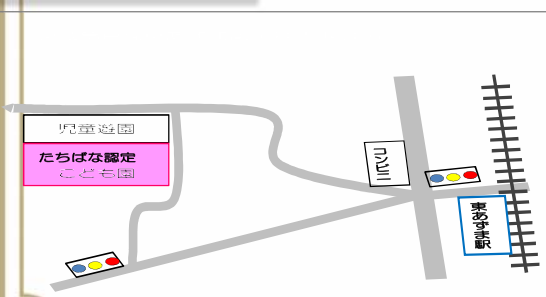 児童遊園
たちばな認定
こども園
コンビニ
東あずま駅